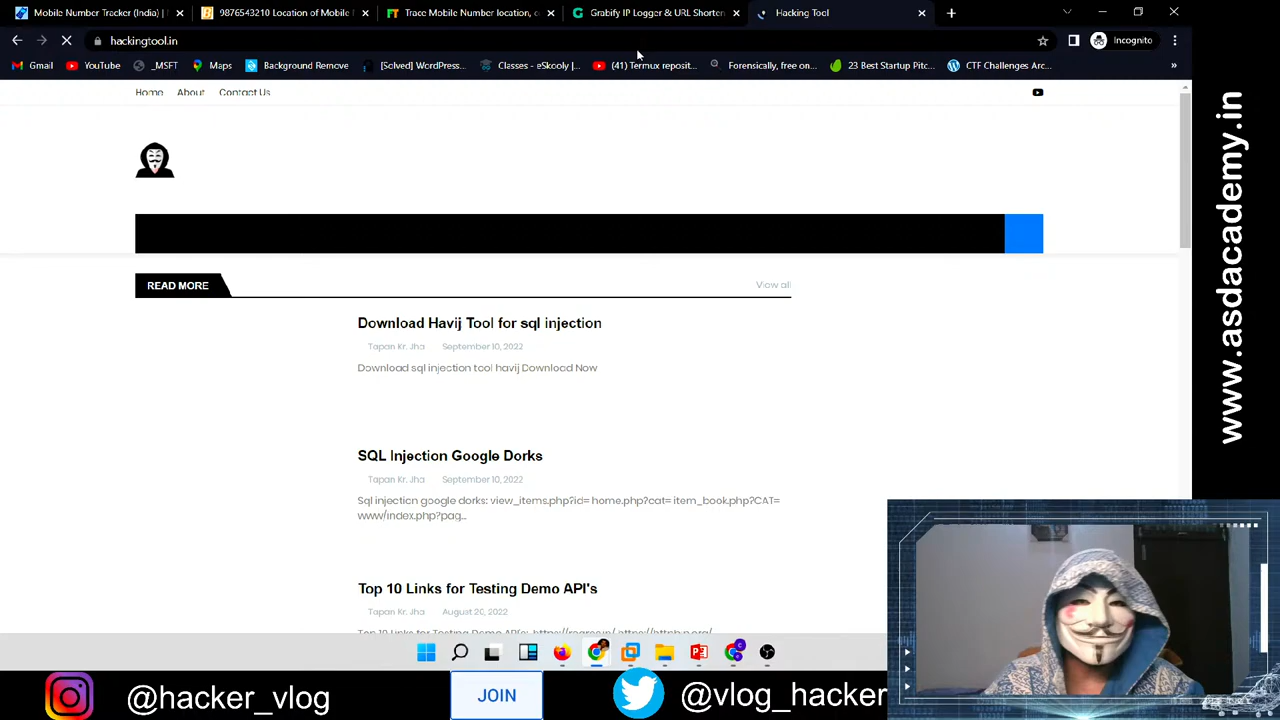 Mobile Number Tracker (India) |
9876543210 Location of Mobile
Trace Mobile Number location, c
Grabify IP Logger & URL Shorten
Hacking Tool
hackingtool.in
Incognito
Gmail
YouTube
_MSFT
Maps
Background Remove
[Solved] WordPress...
Classes - eSkooly |...
(41) Termux reposit...
Forensically, free on...
23 Best Startup Pitc...
CTF Challenges Arc...
»
Home
About
Contact Us
READ MORE
View all
Download Havij Tool for sql injection
Tapan Kr. Jha September 10, 2022
Download sql injection tool havij Download Now
SQL Injection Google Dorks
Tapan Kr. Jha September 10, 2022
Sql injection google dorks: view_items.php?id= home.php?cat= item_book.php?CAT=
www/index.php?pag...
Top 10 Links for Testing Demo API's
Tapan Kr. Jha August 20, 2022
www.asdacademy.in
@hacker_vlog
JOIN
@vlog_hacker